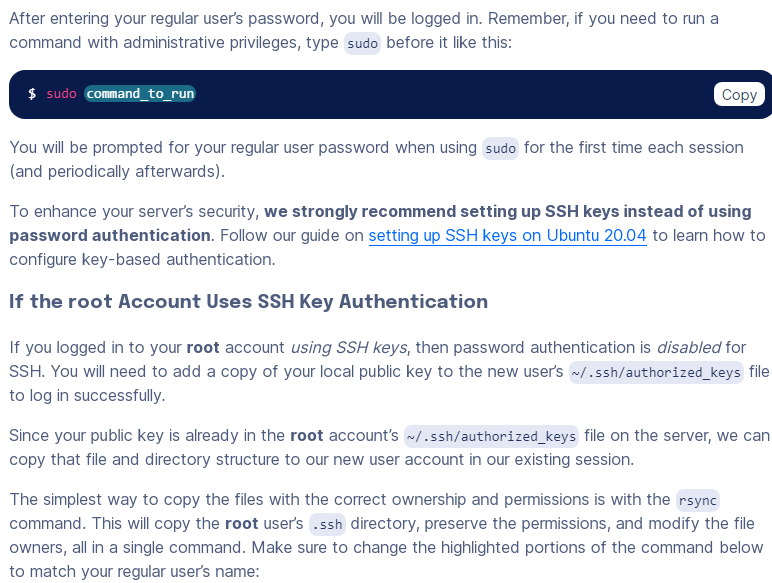 After entering your regular user’s password, you will be logged in. Remember, if you need to run a
command with administrative privileges, type sudo before it like this:
$ sudo command_to_run
Copy
You will be prompted for your regular user password when using sudo for the first time each session
(and periodically afterwards).
To enhance your server’s security, we strongly recommend setting up SSH keys instead of using
password authentication. Follow our guide on setting up SSH keys on Ubuntu 20.04 to learn how to
configure key-based authentication.
If the root Account Uses SSH Key Authentication
If you logged in to your root account using SSH keys, then password authentication is disabled for
SSH. You will need to add a copy of your local public key to the new user’s ~/.ssh/authorized_keys file
to log in successfully.
Since your public key is already in the root account’s ~/.ssh/authorized_keys file on the server, we can
copy that file and directory structure to our new user account in our existing session.
The simplest way to copy the files with the correct ownership and permissions is with the rsync
command. This will copy the root user’s .ssh directory, preserve the permissions, and modify the file
owners, all in a single command. Make sure to change the highlighted portions of the command below
to match your regular user’s name: